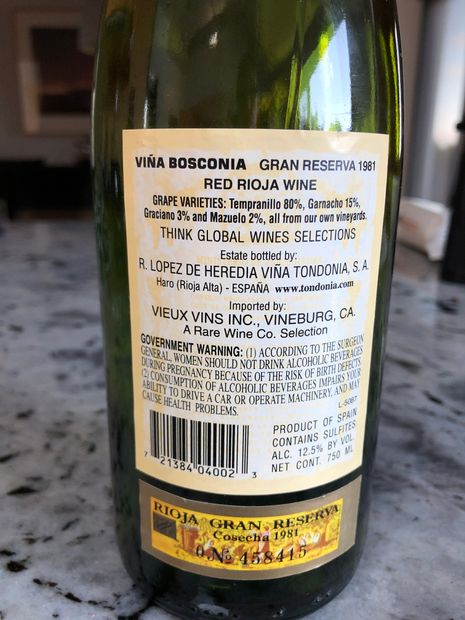 VIÑA BOSCONIA GRAN RESERVA 1981
RED RIOJA WINE
GRAPE VARIETIES: Tempranillo 80%, Garnacho 15%,
Graciano 3% and Mazuelo 2%, all from our own vineyards.
THINK GLOBAL WINES SELECTIONS
Estate bottled by:
R. LOPEZ DE HEREDIA VIÑA TONDONIA, S. A.
Haro (Rioja Alta) - ESPAÑA www.tondonia.com
Imported by:
VIEUX VINS INC., VINEBURG, CA.
A Rare Wine Co. Selection
GOVERNMENT WARNING: (1) ACCORDING TO THE SURGEON
GENERAL, WOMEN SHOULD NOT DRINK ALCOHOLIC BEVERAGES
DURING PREGNANCY BECAUSE OF THE RISK OF BIRTH DEFECTS.
(2) CONSUMPTION OF ALCOHOLIC BEVERAGES IMPAIRS YOUR
ABILITY TO DRIVE A CAR OR OPERATE MACHINERY, AND MAY
CAUSE HEALTH PROBLEMS.
L-5087
PRODUCT OF SPAIN
CONTAINS SULFITES
ALC. 12.5% BY VOL.
NET CONT. 750 ML
7 21384 04002 3
RIOJA GRAN RESERVA
Cosecha 1981
0 Nº 458415